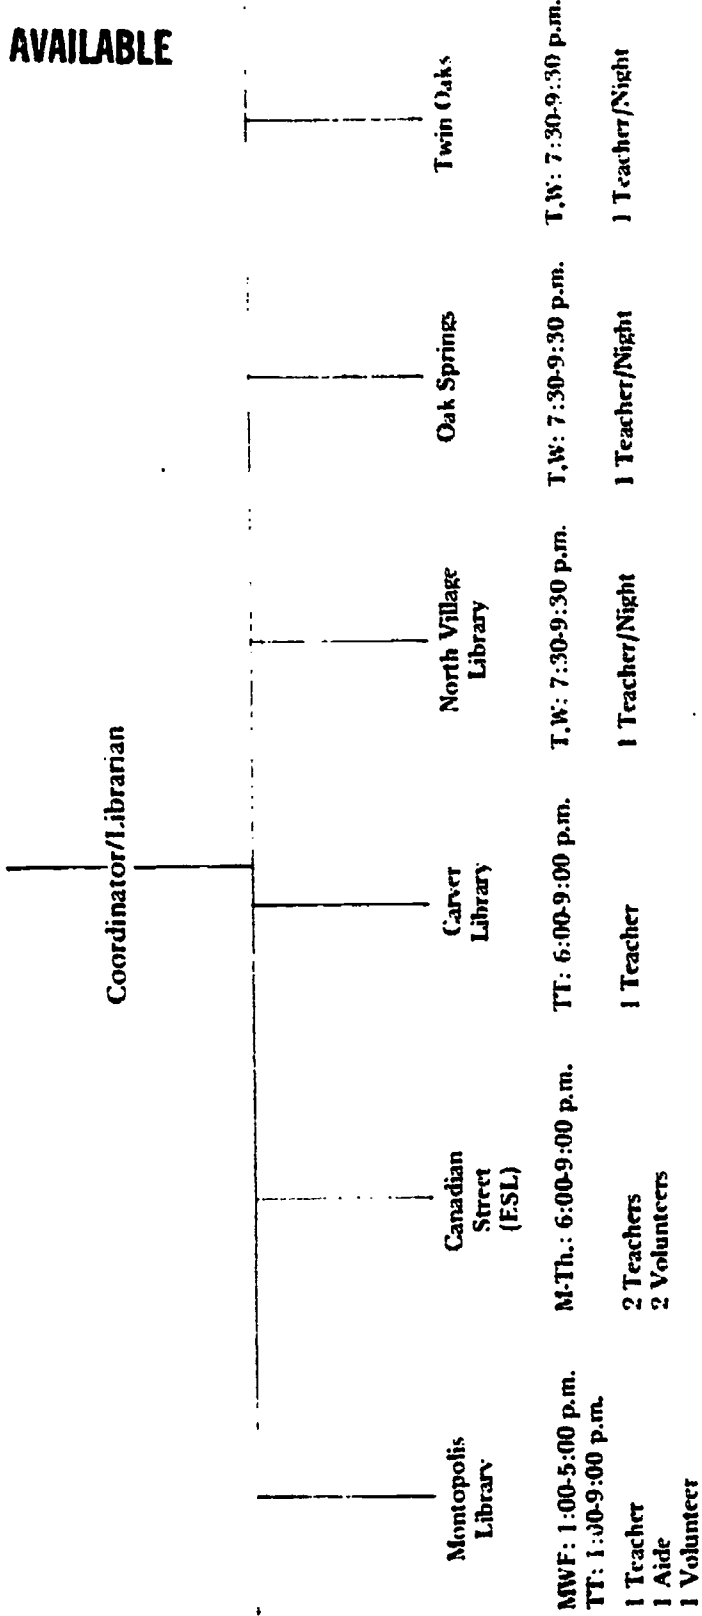 AVAILABLE
Coordinator/Librarian
Montopolis
Library
MWF: 1:00-5:00 p.m.
TT: 1:00-9:00 p.m.
1 Teacher
1 Aide
1 Volunteer
Canadian
Street
(ESL)
M-Th.: 6:00-9:00 p.m.
2 Teachers
2 Volunteers
Carver
Library
TT: 6:00-9:00 p.m.
1 Teacher
North Village
Library
T,W: 7:30-9:30 p.m.
1 Teacher/Night
Oak Springs
T,W: 7:30-9:30 p.m.
1 Teacher/Night
Twin Oaks
T,W: 7:30-9:30 p.m.
1 Teacher/Night